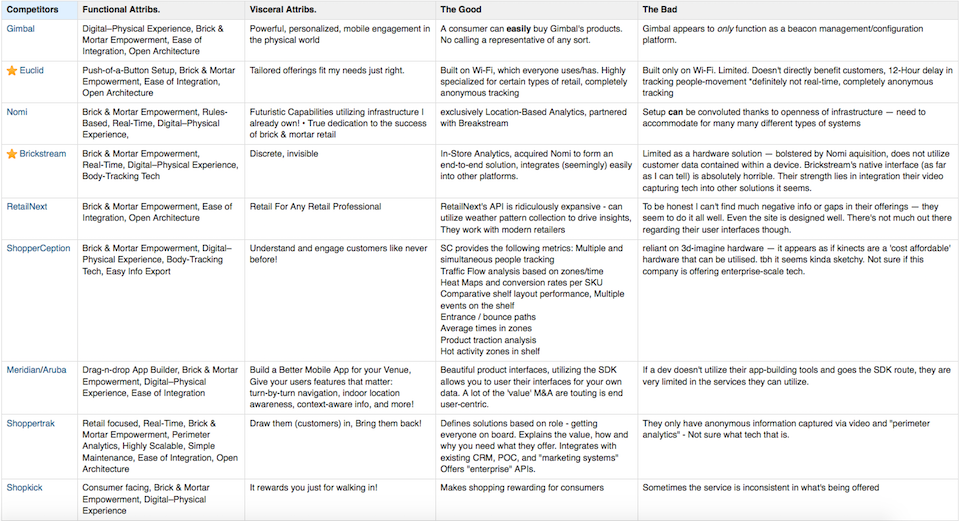 Competitors Functional Attribs. Visceral Attribs. The Good The Bad
Gimbal
Digital–Physical Experience, Brick &
Mortar Empowerment, Ease of
Integration, Open Architecture
Powerful, personalized, mobile engagement in
the physical world
A consumer can easily buy Gimbal's products.
No calling a representative of any sort.
Gimbal appears to only function as a beacon management/configuration
platform.
Euclid
Push-of-a-Button Setup, Brick & Mortar
Empowerment, Ease of Integration,
Open Architecture
Tailored offerings fit my needs just right.
Built on Wi-Fi, which everyone uses/has. Highly
specialized for certain types of retail, completely
anonymous tracking
Built only on Wi-Fi. Limited. Doesn't directly benefit customers, 12-Hour delay in
tracking people-movement *definitely not real-time, completely anonymous
tracking
Nomi
Brick & Mortar Empowerment, Rules-
Based, Real-Time, Digital–Physical
Experience,
Futuristic Capabilities utilizing infrastructure I
already own! • True dedication to the success
of brick & mortar retail
exclusively Location-Based Analytics, partnered
with Breakstream
Setup can be convoluted thanks to openness of infrastructure — need to
accommodate for many many different types of systems
Brickstream
Brick & Mortar Empowerment,
Real-Time, Digital–Physical Experience,
Body-Tracking Tech
Discrete, invisible
In-Store Analytics, acquired Nomi to form an
end-to-end solution, integrates (seemingly) easily
into other platforms.
Limited as a hardware solution — bolstered by Nomi aquisition, does not utilize
customer data contained within a device. Brickstream's native interface (as far
as I can tell) is absolutely horrible. Their strength lies in integration their video
capturing tech into other solutions it seems.
RetailNext
Brick & Mortar Empowerment, Ease of
Integration, Open Architecture
Retail For Any Retail Professional
RetailNext's API is ridiculously expansive - can
utilize weather pattern collection to drive insights,
They work with modern retailers
To be honest I can't find much negative info or gaps in their offerings — they
seem to do it all well. Even the site is designed well. There's not much out there
regarding their user interfaces though.
ShopperCeption
Brick & Mortar Empowerment, Digital–
Physical Experience, Body-Tracking
Tech, Easy Info Export
Understand and engage customers like never
before!
SC provides the following metrics: Multiple and
simultaneous people tracking
Traffic Flow analysis based on zones/time
Heat Maps and conversion rates per SKU
Comparative shelf layout performance, Multiple
events on the shelf
Entrance / bounce paths
Average times in zones
Product traction analysis
Hot activity zones in shelf
reliant on 3d-imagine hardware — it appears as if kinects are a 'cost affordable'
hardware that can be utilised. tbh it seems kinda sketchy. Not sure if this
company is offering enterprise-scale tech.
Meridian/Aruba
Drag-n-drop App Builder, Brick & Mortar
Empowerment, Digital–Physical
Experience, Ease of Integration
Build a Better Mobile App for your Venue,
Give your users features that matter:
turn-by-turn navigation, indoor location
awareness, context-aware info, and more!
Beautiful product interfaces, utilizing the SDK
allows you to user their interfaces for your own
data. A lot of the 'value' M&A are touting is end
user-centric.
If a dev doesn't utilize their app-building tools and goes the SDK route, they are
very limited in the services they can utilize.
Shoppertrak
Retail focused, Real-Time, Brick &
Mortar Empowerment, Perimeter
Analytics, Highly Scalable, Simple
Maintenance, Ease of Integration, Open
Architecture
Draw them (customers) in, Bring them back!
Defines solutions based on role - getting
everyone on board. Explains the value, how and
why you need what they offer. Integrates with
existing CRM, POC, and "marketing systems"
Offers "enterprise" APIs.
They only have anonymous information captured via video and "perimeter
analytics" - Not sure what tech that is.
Shopkick
Consumer facing, Brick & Mortar
Empowerment, Digital–Physical
Experience
It rewards you just for walking in!
Makes shopping rewarding for consumers
Sometimes the service is inconsistent in what's being offered